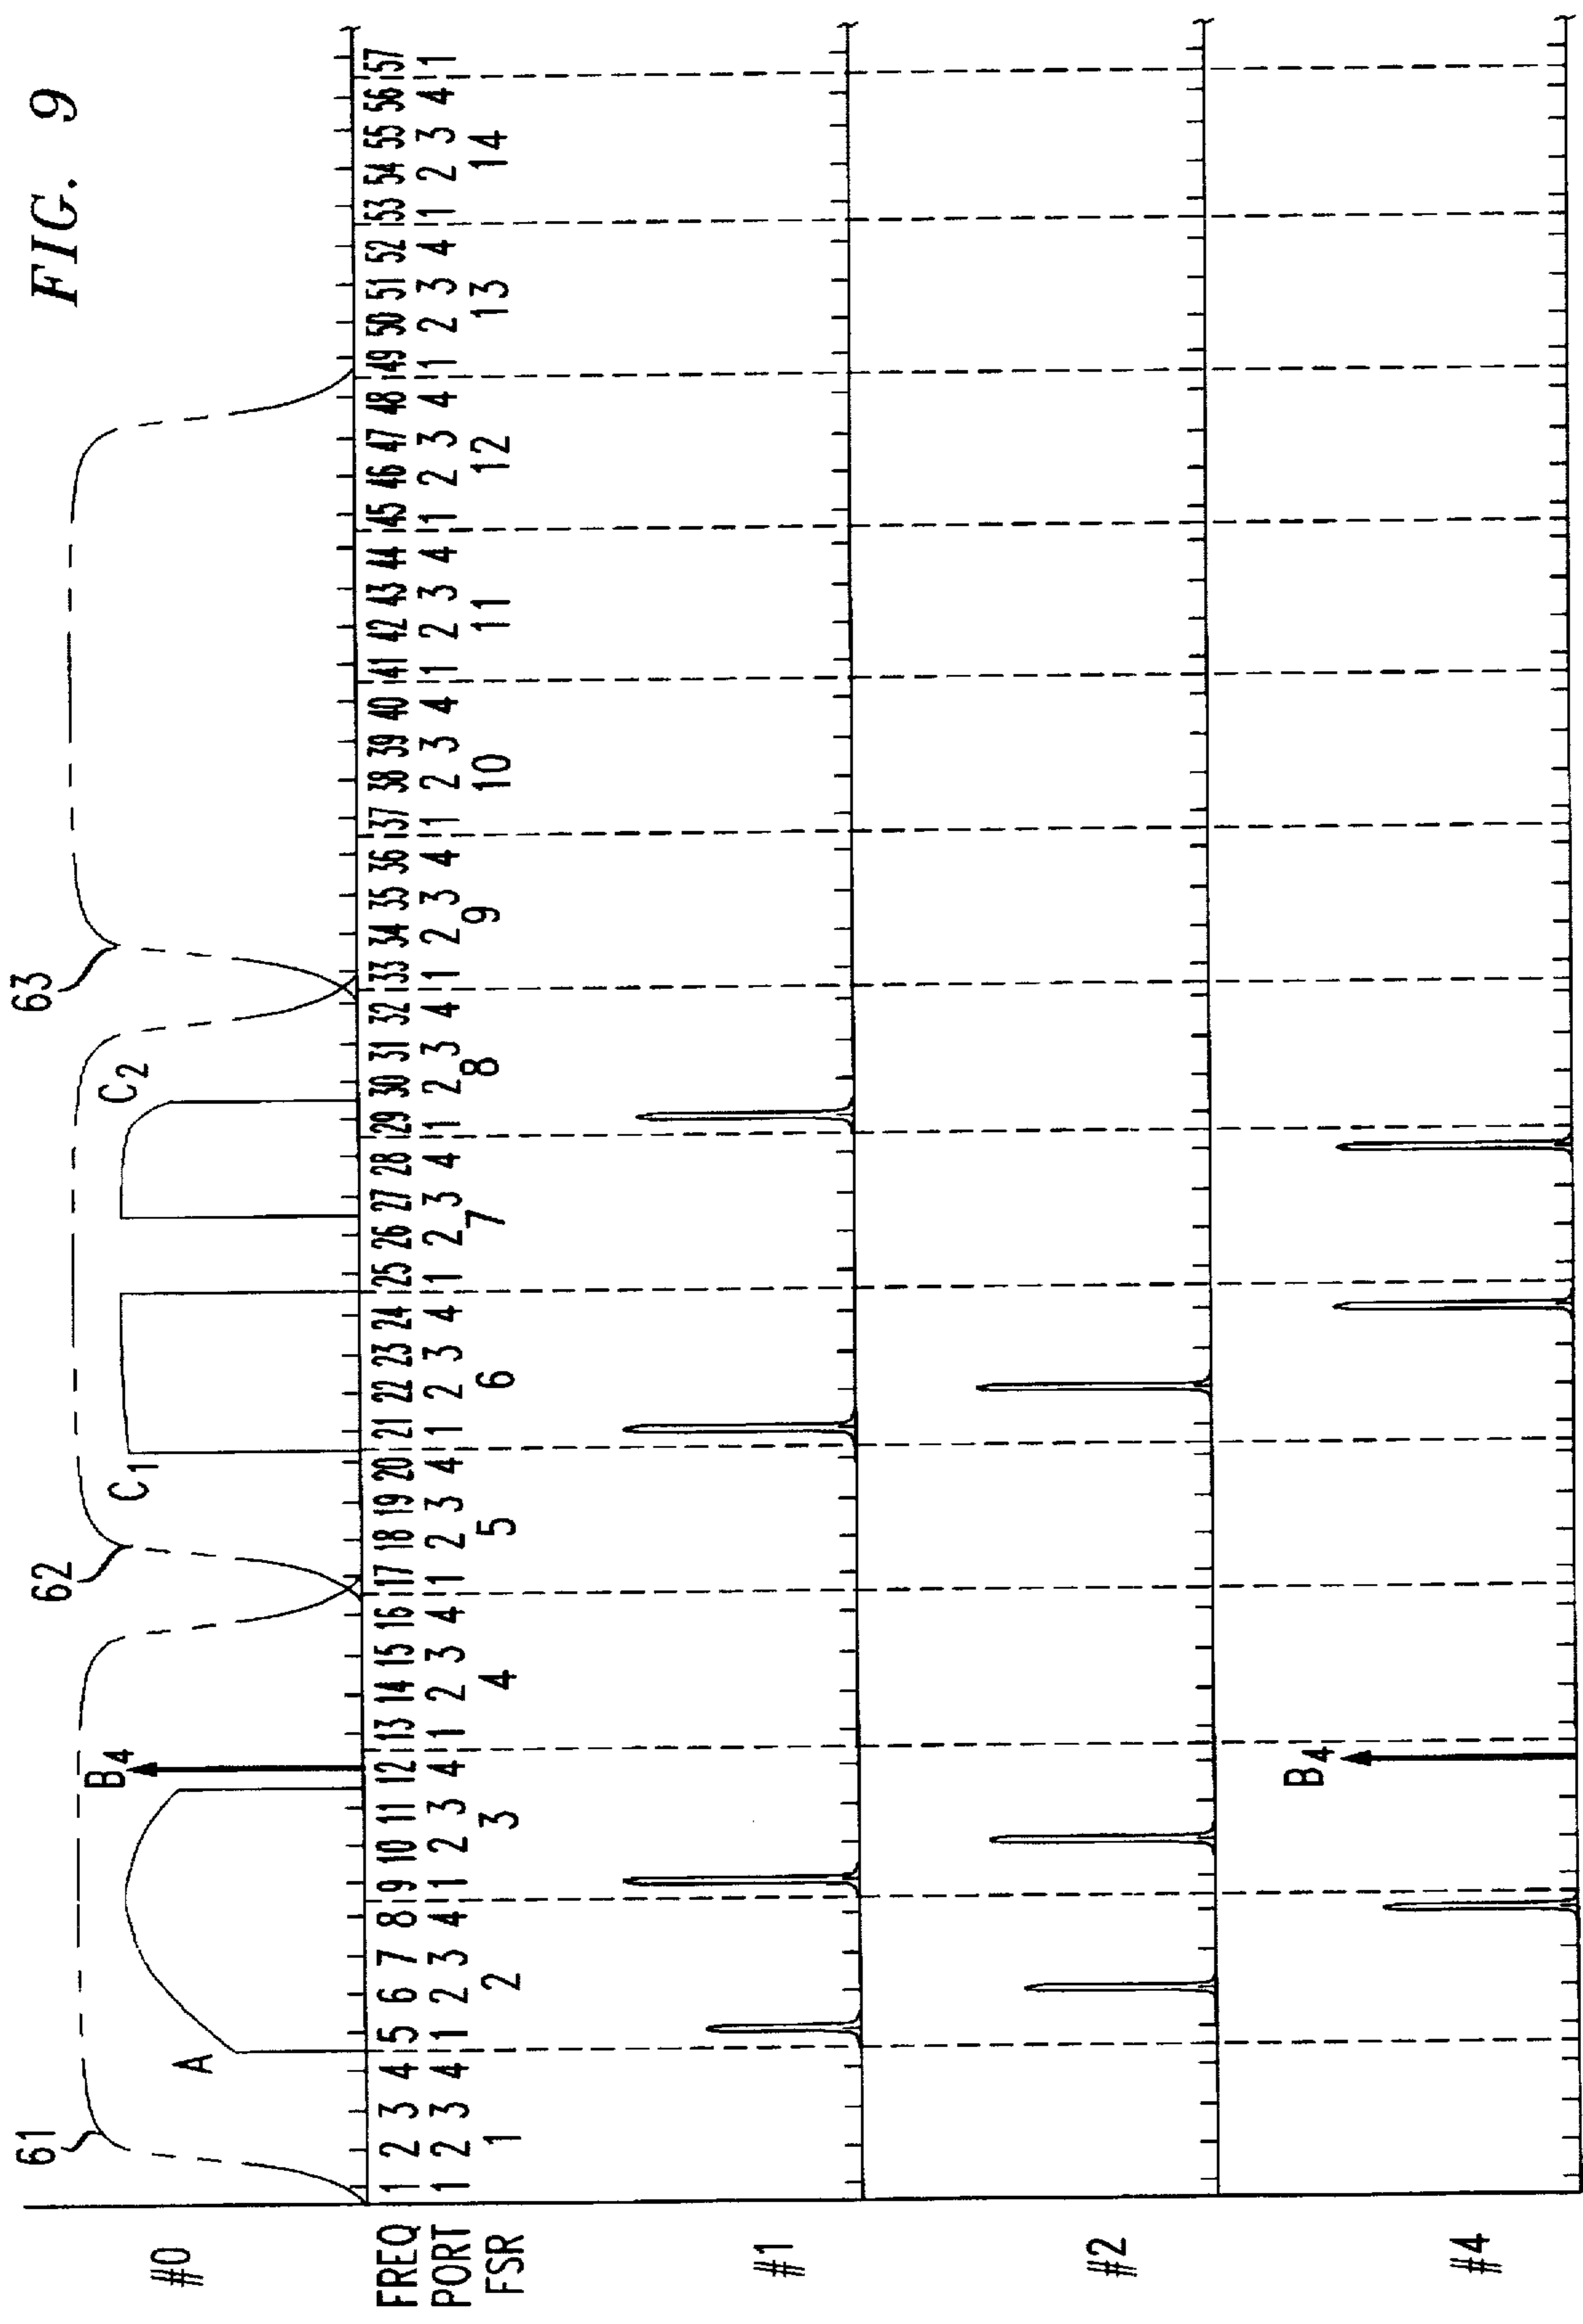 FIG. 9
61 62 63
A B4 C1 C2
#0
FREQ 1 2 3 4 5 6 7 8 9 10 11 12 13 14 15 16 17 18 19 20 21 22 23 24 25 26 27 28 29 30 31 32 33 34 35 36 37 38 39 40 41 42 43 44 45 46 47 48 49 50 51 52 53 54 55 56 57
PORT 1 2 3 4 1 2 3 4 1 2 3 4 1 2 3 4 1 2 3 4 1 2 3 4 1 2 3 4 1 2 3 4 1 2 3 4 1 2 3 4 1 2 3 4 1 2 3 4 1 2 3 4 1 2 3 4 1
FSR 1 2 3 4 5 6 7 8 9 10 11 12 13 14
#1
#2
B4
#4